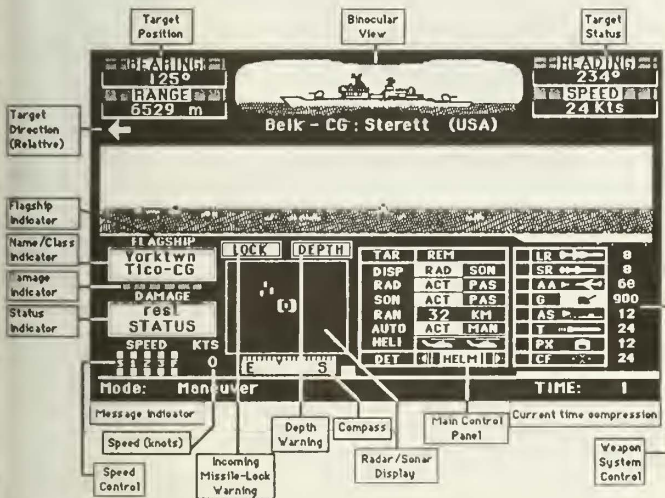 Target Position
Binocular View
Target Status
BEARING
125°
RANGE
6529 m
HEADING
234°
SPEED
24 Kts
Belk - CG : Sterett (USA)
Target Direction (Relative)
Flagship Indicator
Name/Class Indicator
Damage Indicator
Status Indicator
FLAGSHIP
Yorktwn
Tico-CG
DAMAGE
STATUS
SPEED KTS
0
LOCK DEPTH
E S
TAR REM
DISP RAD SON
RAD ACT PAS
SON ACT PAS
RAN 32 KM
AUTO ACT MAN
HELI
DET HELM
LR 8
SR 8
AA 60
G 900
AS 12
T 24
PX 12
CF 24
Mode: Maneuver
TIME: 1
Message Indicator
Speed (knots)
Speed Control
Incoming Missile-Lock Warning
Depth Warning
Compass
Radar/Sonar Display
Main Control Panel
Current time compression
Weapon System Control